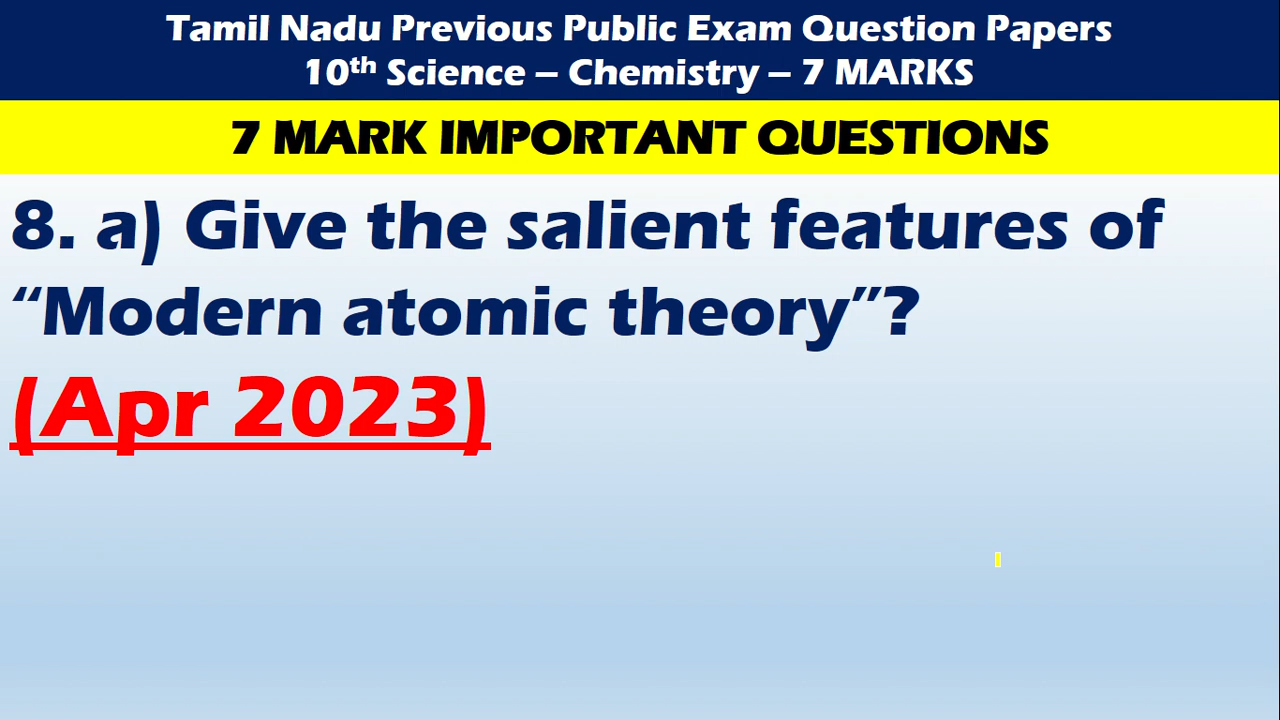 Tamil Nadu Previous Public Exam Question Papers
10th Science – Chemistry – 7 MARKS
7 MARK IMPORTANT QUESTIONS
8. a) Give the salient features of
“Modern atomic theory”?
(Apr 2023)